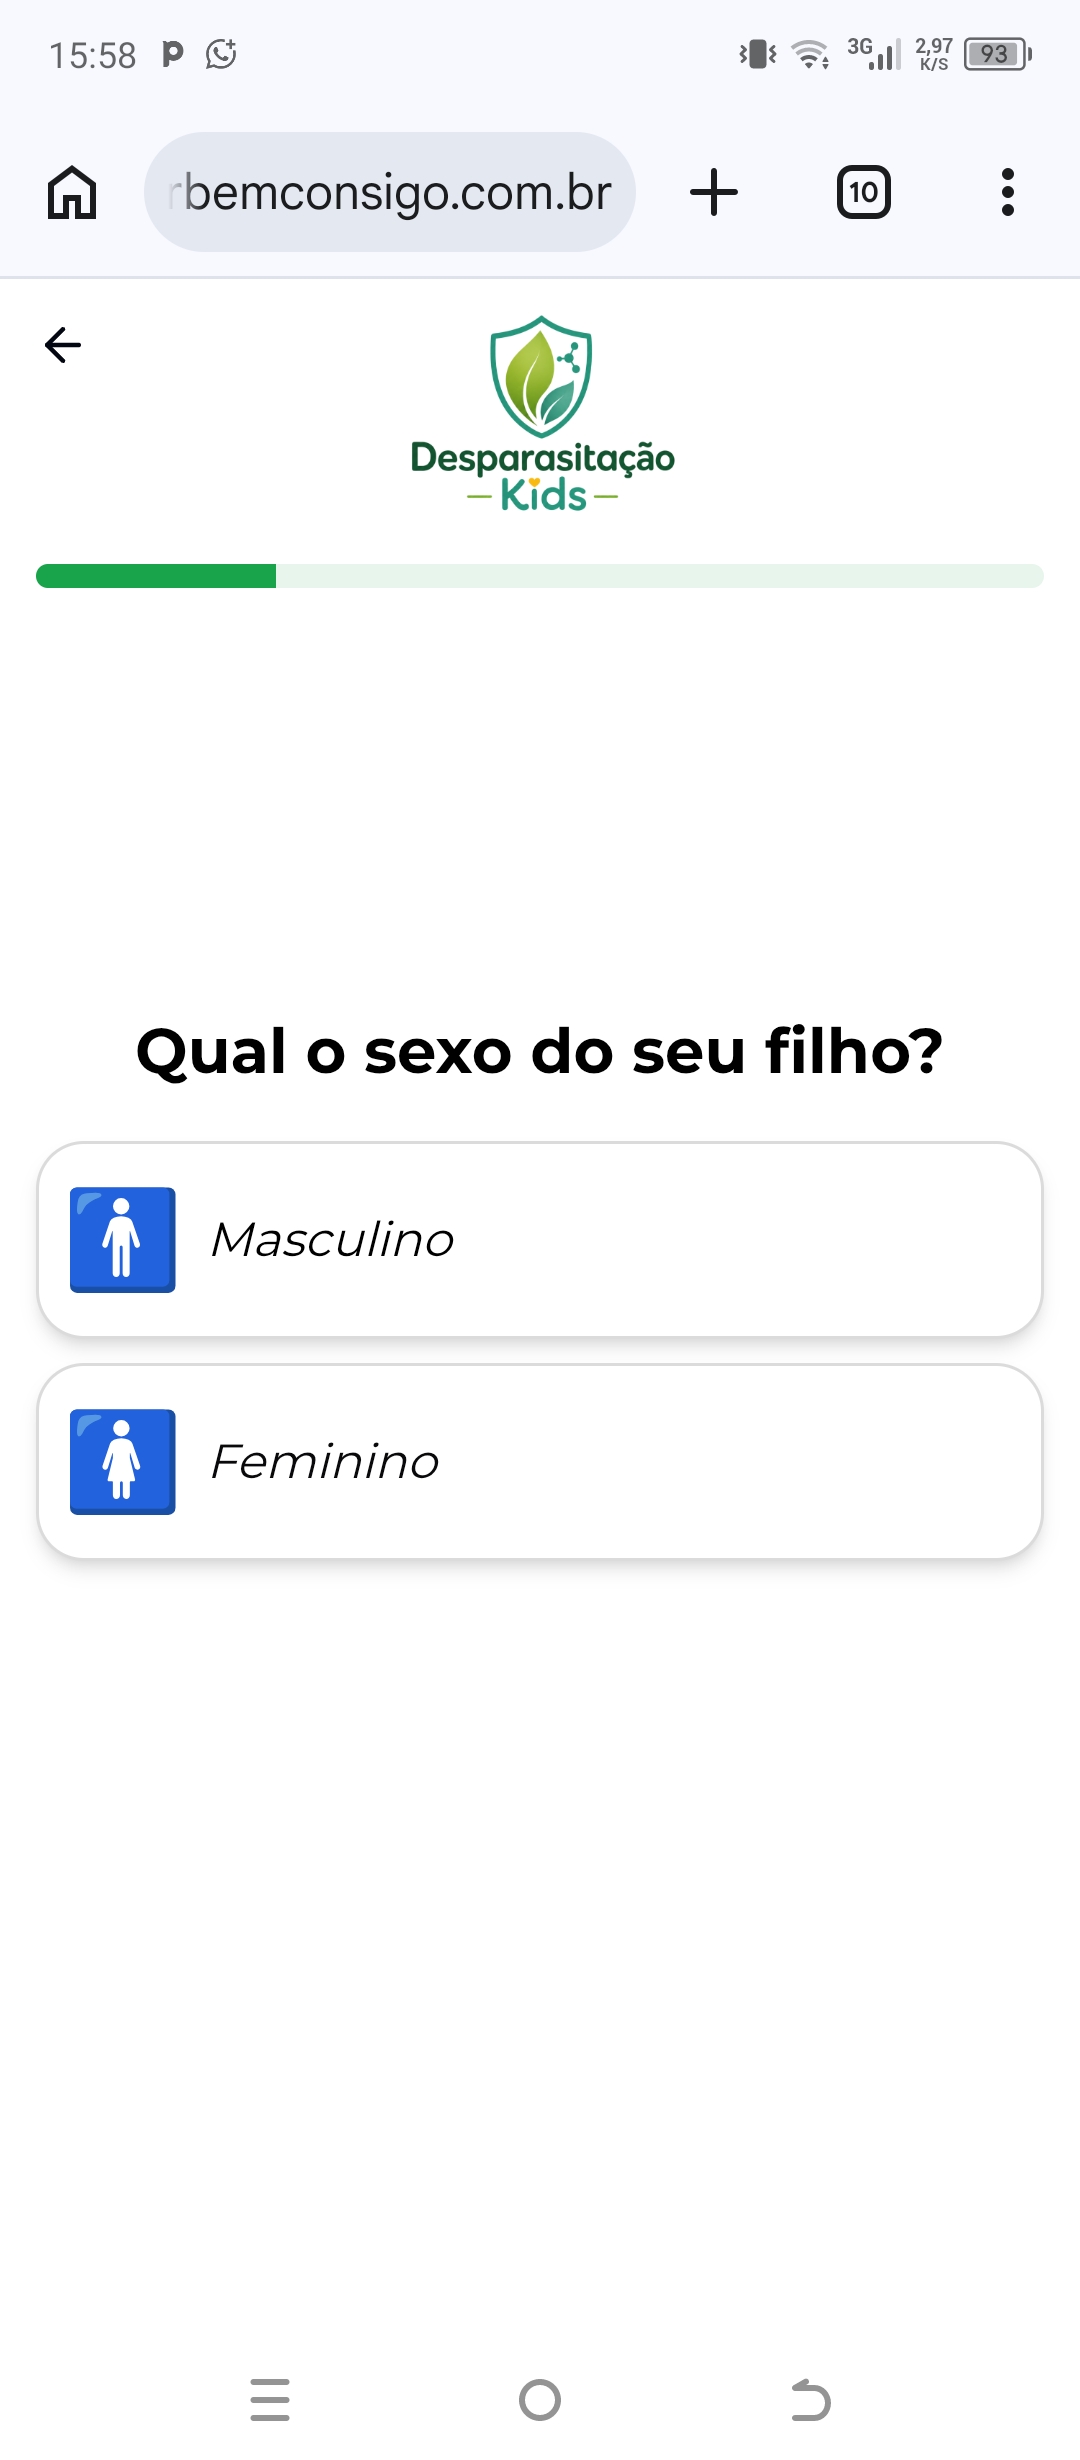 15:58
3G
2,97
K/S
93
rbemconsigo.com.br
10
Desparasitação
Kids
Qual o sexo do seu filho?
Masculino
Feminino